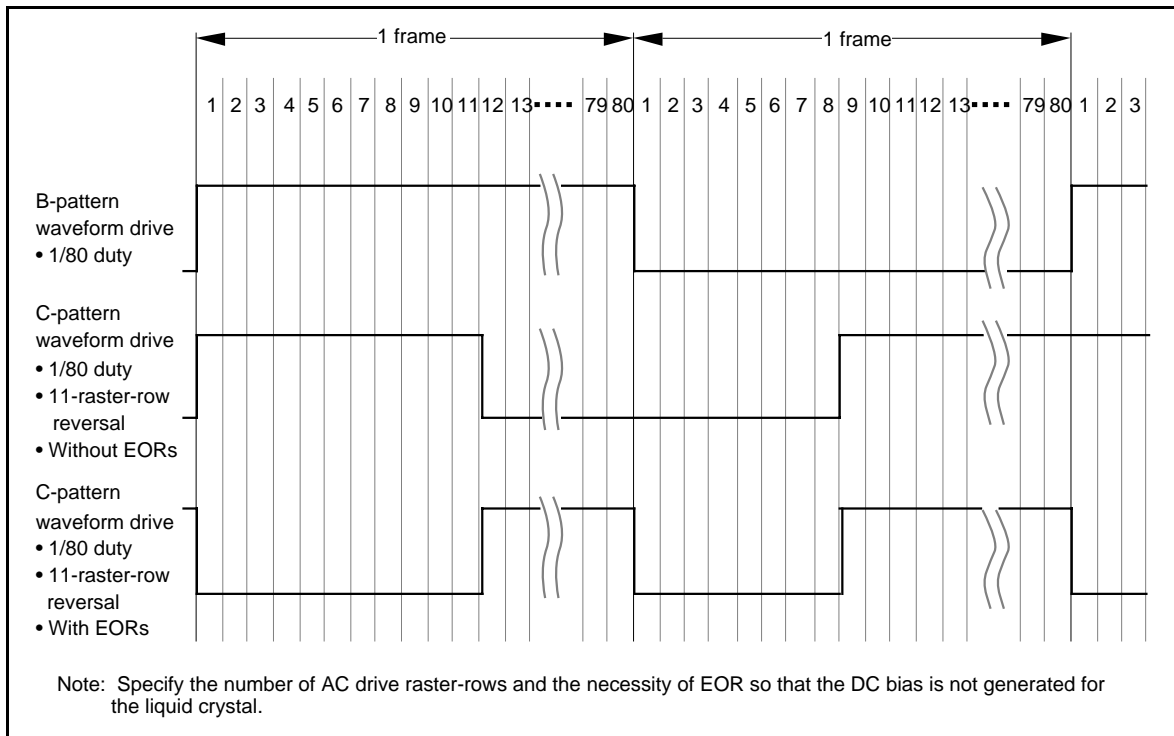 1 frame 1 frame
1 2 3 4 5 6 7 8 9 10 11 12 13 ···· 79 80 1 2 3 4 5 6 7 8 9 10 11 12 13 ···· 79 80 1 2 3
B-pattern
waveform drive
• 1/80 duty
C-pattern
waveform drive
• 1/80 duty
• 11-raster-row
reversal
• Without EORs
C-pattern
waveform drive
• 1/80 duty
• 11-raster-row
reversal
• With EORs
Note: Specify the number of AC drive raster-rows and the necessity of EOR so that the DC bias is not generated for
the liquid crystal.